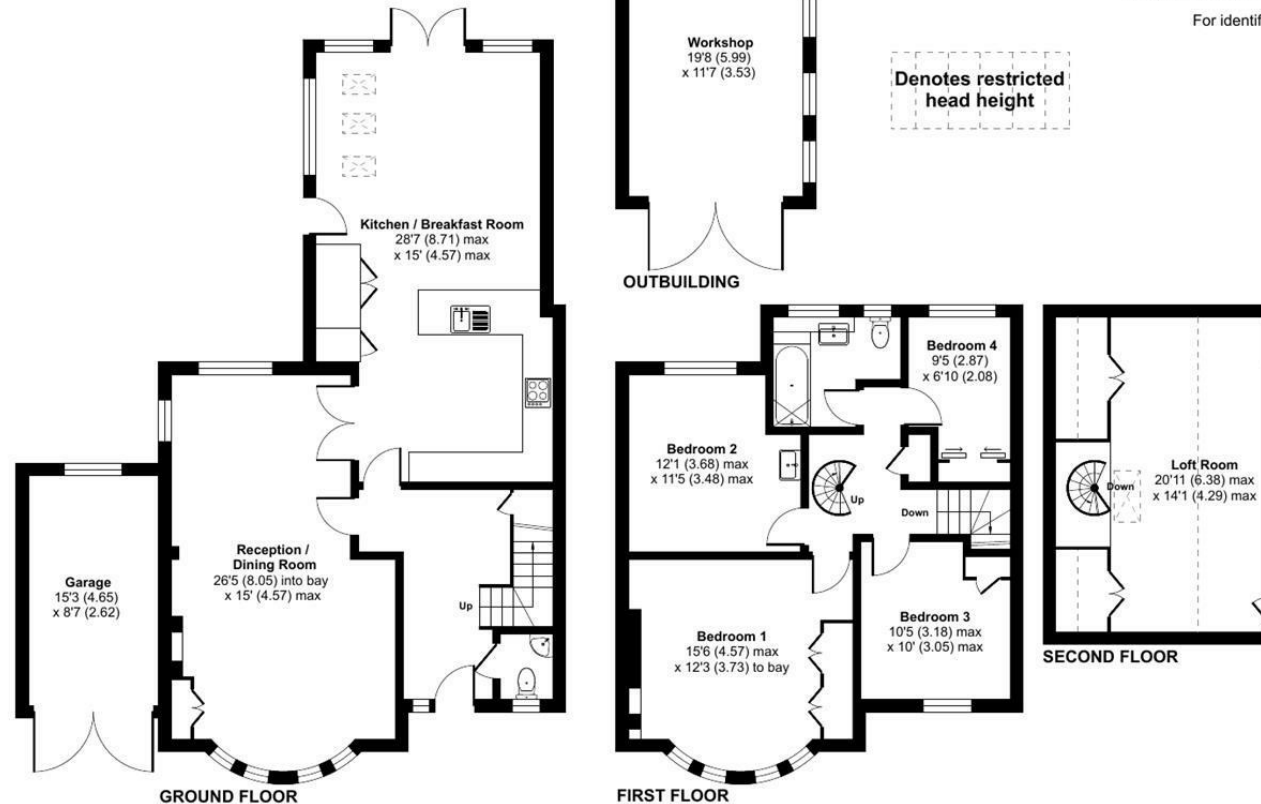 For identif
Workshop
19'8 (5.99)
x 11'7 (3.53)
Denotes restricted
head height
OUTBUILDING
Kitchen / Breakfast Room
28'7 (8.71) max
x 15' (4.57) max
Reception /
Dining Room
26'5 (8.05) into bay
x 15' (4.57) max
Garage
15'3 (4.65)
x 8'7 (2.62)
Up
GROUND FLOOR
Bedroom 4
9'5 (2.87)
x 6'10 (2.08)
Bedroom 2
12'1 (3.68) max
x 11'5 (3.48) max
Up
Down
Bedroom 1
15'6 (4.57) max
x 12'3 (3.73) to bay
Bedroom 3
10'5 (3.18) max
x 10' (3.05) max
FIRST FLOOR
Down
Loft Room
20'11 (6.38) max
x 14'1 (4.29) max
SECOND FLOOR